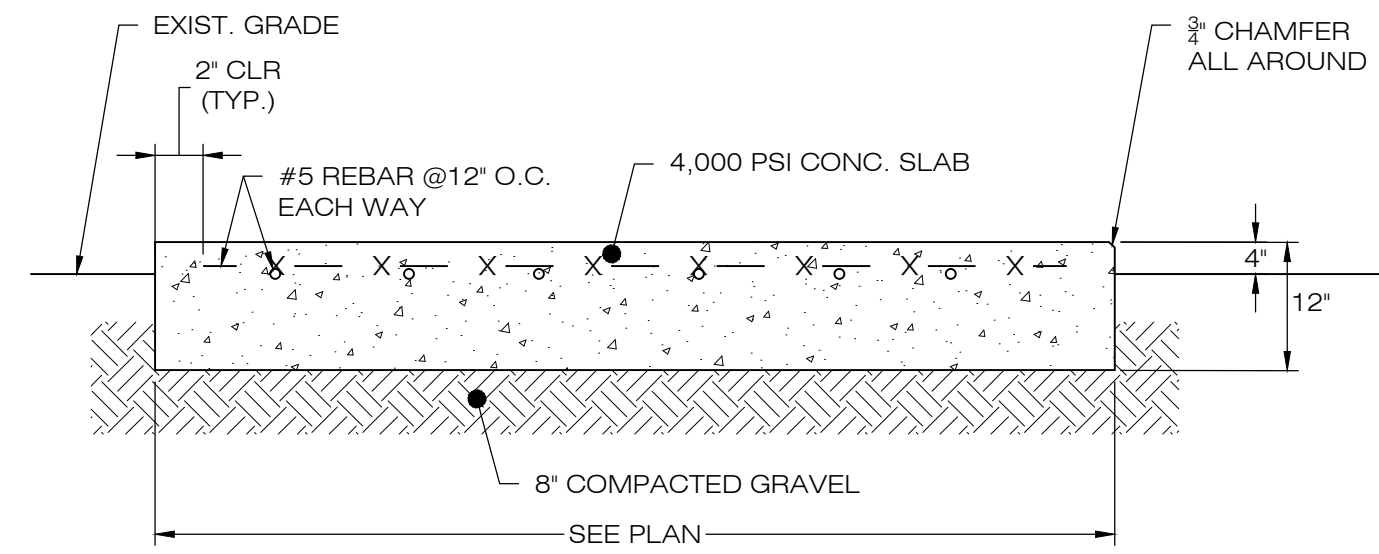 EXIST. GRADE
2" CLR
(TYP.)
#5 REBAR @12" O.C.
EACH WAY
4,000 PSI CONC. SLAB
3/4" CHAMFER
ALL AROUND
4"
12"
8" COMPACTED GRAVEL
SEE PLAN